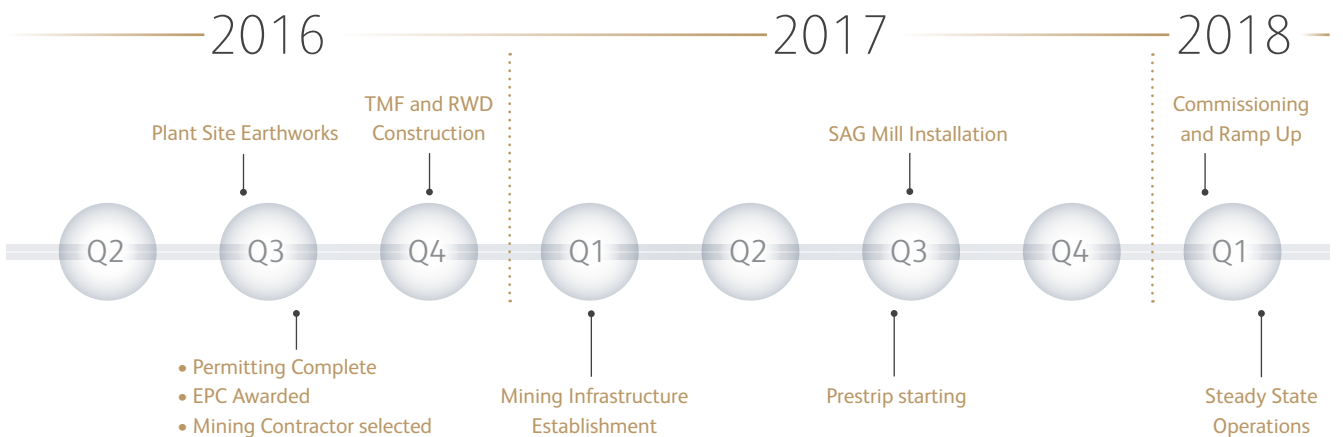 2016
2017
2018
Plant Site Earthworks
TMF and RWD
Construction
SAG Mill Installation
Commissioning
and Ramp Up
Q2
Q3
Q4
Q1
Q2
Q3
Q4
Q1
• Permitting Complete
• EPC Awarded
• Mining Contractor selected
Mining Infrastructure
Establishment
Prestrip starting
Steady State
Operations